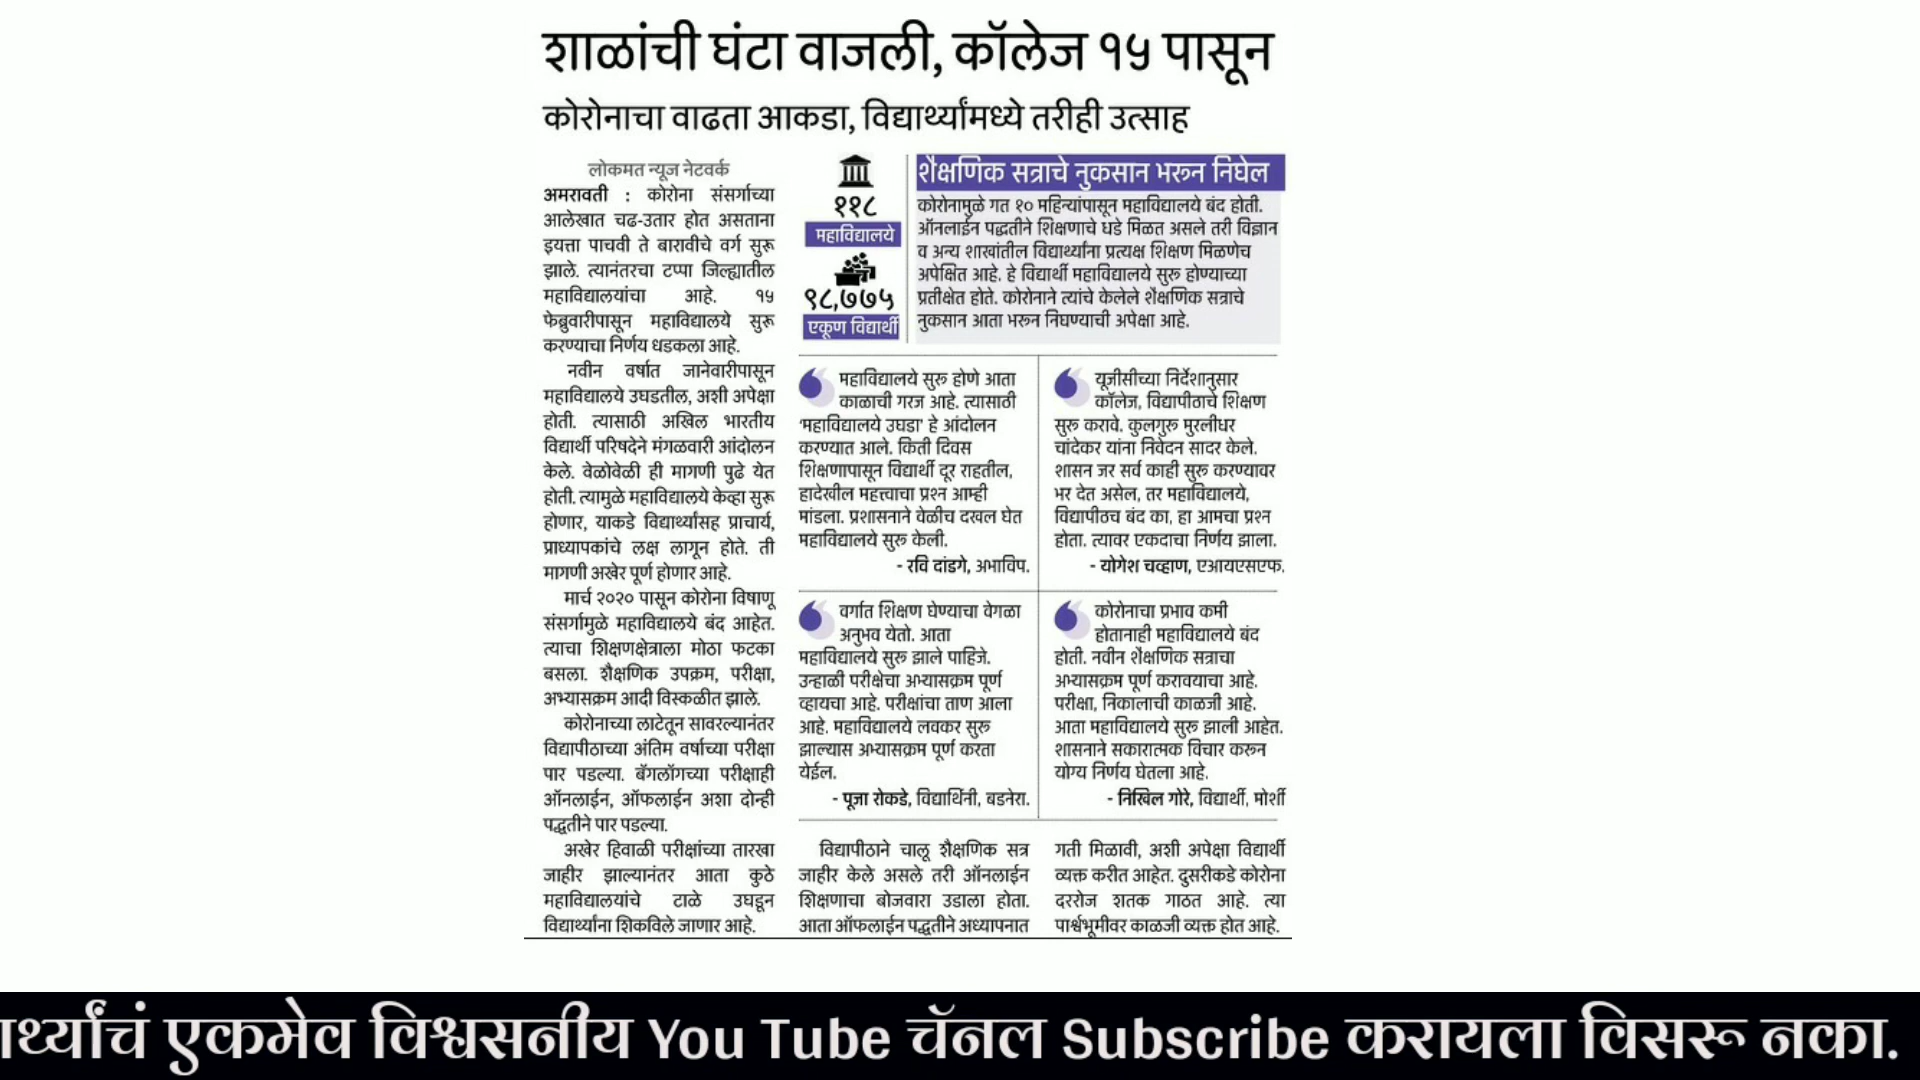 शाळांची घंटा वाजली, कॉलेज १५ पासून
कोरोनाचा वाढता आकडा, विद्यार्थ्यांमध्ये तरीही उत्साह
लोकमत न्यूज नेटवर्क
अमरावती : कोरोना संसर्गाच्या
आलेखात चढ-उतार होत असताना
इयत्ता पाचवी ते बारावीचे वर्ग सुरू
झाले. त्यानंतरचा टप्पा जिल्ह्यातील
महाविद्यालयांचा आहे. १५
फेब्रुवारीपासून महाविद्यालये सुरू
करण्याचा निर्णय धडकला आहे.
नवीन वर्षात जानेवारीपासून
महाविद्यालये उघडतील, अशी अपेक्षा
होती. त्यासाठी अखिल भारतीय
विद्यार्थी परिषदेने मंगळवारी आंदोलन
केले. वेळोवेळी ही मागणी पुढे येत
होती. त्यामुळे महाविद्यालये केव्हा सुरू
होणार, याकडे विद्यार्थ्यांसह प्राचार्य,
प्राध्यापकांचे लक्ष लागून होते. ती
मागणी अखेर पूर्ण होणार आहे.
मार्च २०२० पासून कोरोना विषाणू
संसर्गामुळे महाविद्यालये बंद आहेत.
त्याचा शिक्षणक्षेत्राला मोठा फटका
बसला. शैक्षणिक उपक्रम, परीक्षा,
अभ्यासक्रम आदी विस्कळीत झाले.
कोरोनाच्या लाटेतून सावरल्यानंतर
विद्यापीठाच्या अंतिम वर्षाच्या परीक्षा
पार पडल्या. बॅगलॉगच्या परीक्षाही
ऑनलाईन, ऑफलाईन अशा दोन्ही
पद्धतीने पार पडल्या.
अखेर हिवाळी परीक्षांच्या तारखा
जाहीर झाल्यानंतर आता कुठे
महाविद्यालयांचे टाळे उघडून
विद्यार्थ्यांना शिकविले जाणार आहे.
११८
महाविद्यालये
९८,७७५
एकूण विद्यार्थी
शैक्षणिक सत्राचे नुकसान भरून निघेल
कोरोनामुळे गत १० महिन्यांपासून महाविद्यालये बंद होती.
ऑनलाईन पद्धतीने शिक्षणाचे धडे मिळत असले तरी विज्ञान
व अन्य शाखांतील विद्यार्थ्यांना प्रत्यक्ष शिक्षण मिळणेच
अपेक्षित आहे. हे विद्यार्थी महाविद्यालये सुरू होण्याच्या
प्रतीक्षेत होते. कोरोनाने त्यांचे केलेले शैक्षणिक सत्राचे
नुकसान आता भरून निघण्याची अपेक्षा आहे.
महाविद्यालये सुरू होणे आता
काळाची गरज आहे. त्यासाठी
'महाविद्यालये उघडा' हे आंदोलन
करण्यात आले. किती दिवस
शिक्षणापासून विद्यार्थी दूर राहतील,
हादेखील महत्त्वाचा प्रश्न आम्ही
मांडला. प्रशासनाने वेळीच दखल घेत
महाविद्यालये सुरू केली.
- रवि दांडगे, अभाविप.
यूजीसीच्या निर्देशानुसार
कॉलेज, विद्यापीठाचे शिक्षण
सुरू करावे. कुलगुरू मुरलीधर
चांदेकर यांना निवेदन सादर केले.
शासन जर सर्व काही सुरू करण्यावर
भर देत असेल, तर महाविद्यालये,
विद्यापीठच बंद का, हा आमचा प्रश्न
होता. त्यावर एकदाचा निर्णय झाला.
- योगेश चव्हाण, एआयएसएफ.
वर्गात शिक्षण घेण्याचा वेगळा
अनुभव येतो. आता
महाविद्यालये सुरू झाले पाहिजे.
उन्हाळी परीक्षेचा अभ्यासक्रम पूर्ण
व्हायचा आहे. परीक्षांचा ताण आला
आहे. महाविद्यालये लवकर सुरू
झाल्यास अभ्यासक्रम पूर्ण करता
येईल.
- पूजा रोकडे, विद्यार्थिनी, बडनेरा.
कोरोनाचा प्रभाव कमी
होतानाही महाविद्यालये बंद
होती. नवीन शैक्षणिक सत्राचा
अभ्यासक्रम पूर्ण करावयाचा आहे.
परीक्षा, निकालाची काळजी आहे.
आता महाविद्यालये सुरू झाली आहेत.
शासनाने सकारात्मक विचार करून
योग्य निर्णय घेतला आहे.
- निखिल गोरे, विद्यार्थी, मोर्शी
विद्यापीठाने चालू शैक्षणिक सत्र
जाहीर केले असले तरी ऑनलाईन
शिक्षणाचा बोजवारा उडाला होता.
आता ऑफलाईन पद्धतीने अध्यापनात
गती मिळावी, अशी अपेक्षा विद्यार्थी
व्यक्त करीत आहेत. दुसरीकडे कोरोना
दररोज शतक गाठत आहे. त्या
पार्श्वभूमीवर काळजी व्यक्त होत आहे.
एकमेव विश्वसनीय You Tube चॅनल Subscribe करायला विसरू नका.